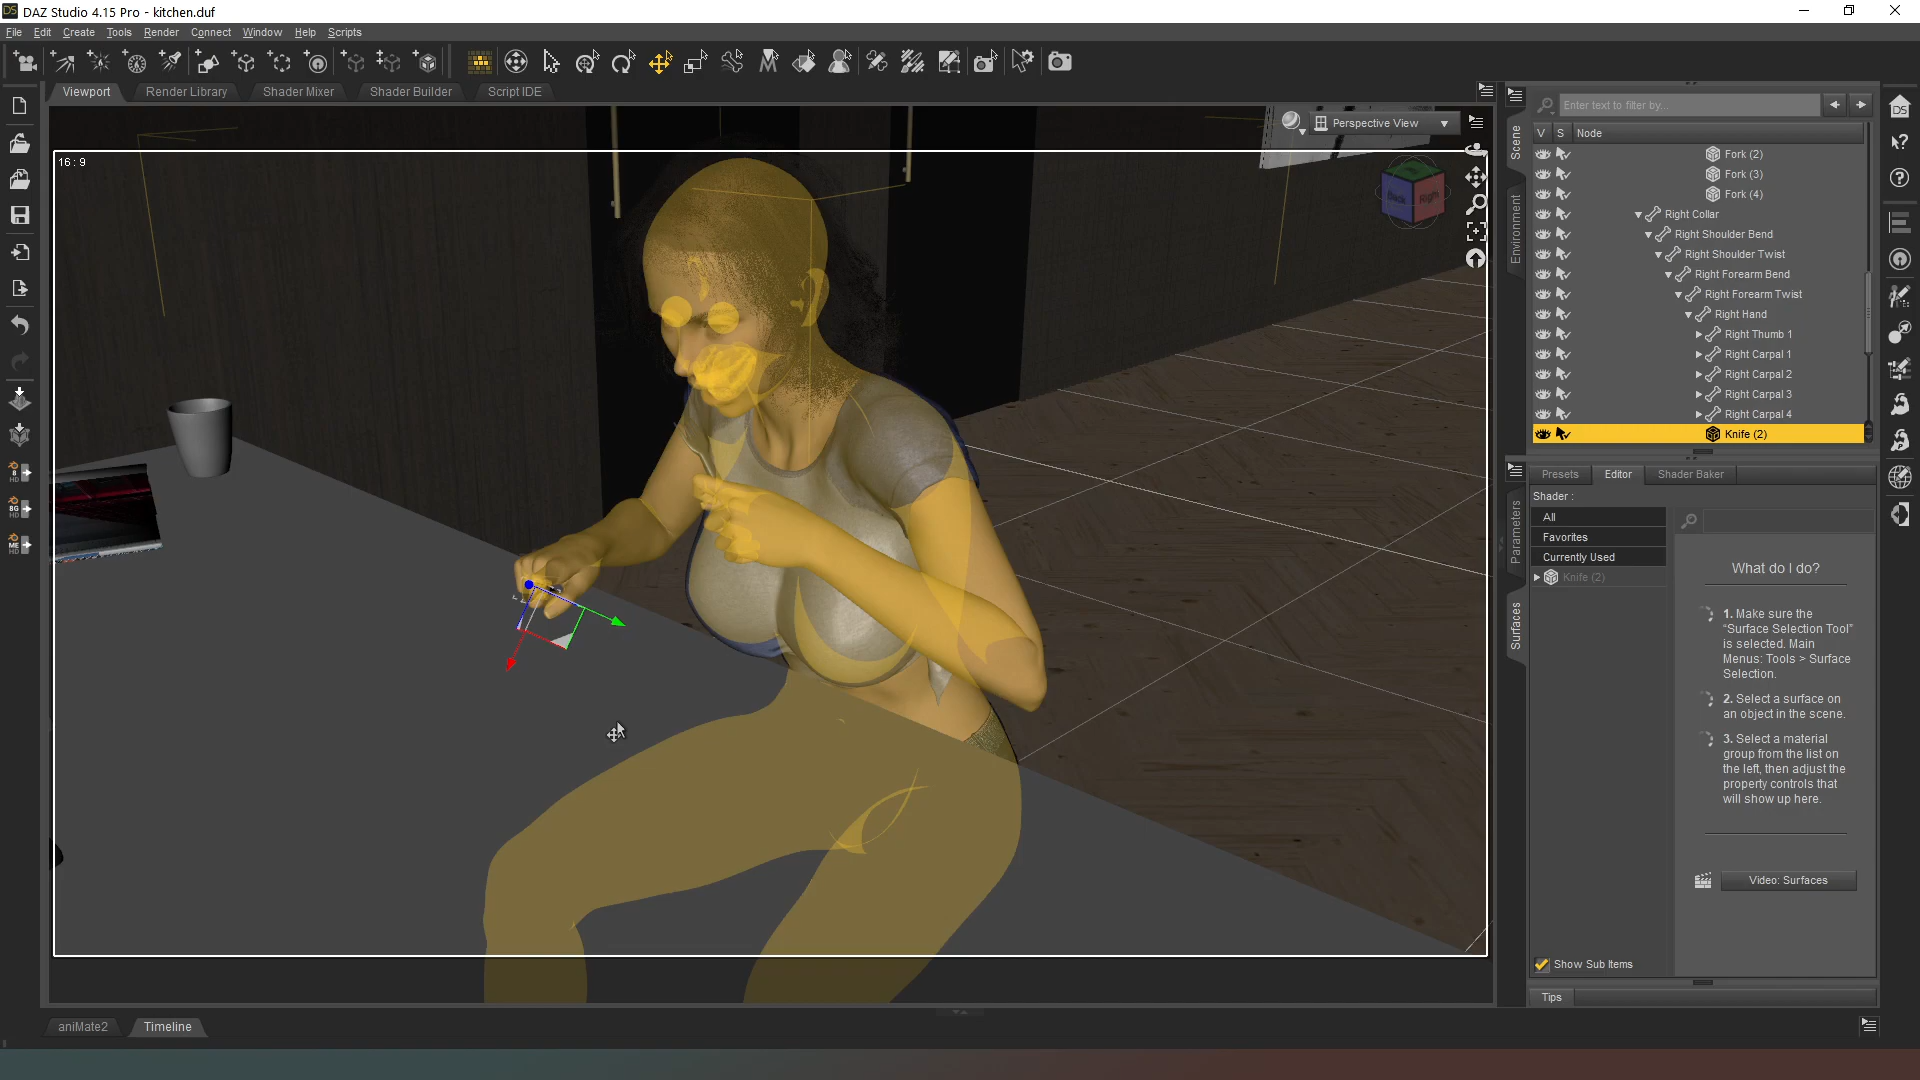 DAZ Studio 4.15 Pro - kitchen.duf
File Edit Create Tools Render Connect Window Help Scripts
Viewport Render Library Shader Mixer Shader Builder Script IDE
16 : 9
Perspective View
Back Right
Scene
Environment
Parameters
Surfaces
Enter text to filter by...
V S Node
Fork (2)
Fork (3)
Fork (4)
Right Collar
Right Shoulder Bend
Right Shoulder Twist
Right Forearm Bend
Right Forearm Twist
Right Hand
Right Thumb 1
Right Carpal 1
Right Carpal 2
Right Carpal 3
Right Carpal 4
Knife (2)
Presets Editor Shader Baker
Shader :
All
Favorites
Currently Used
Knife (2)
What do I do?
1. Make sure the
“Surface Selection Tool”
is selected. Main
Menus: Tools > Surface
Selection.
2. Select a surface on
an object in the scene.
3. Select a material
group from the list on
the left, then adjust the
property controls that
will show up here.
Video: Surfaces
Show Sub Items
Tips
aniMate2 Timeline